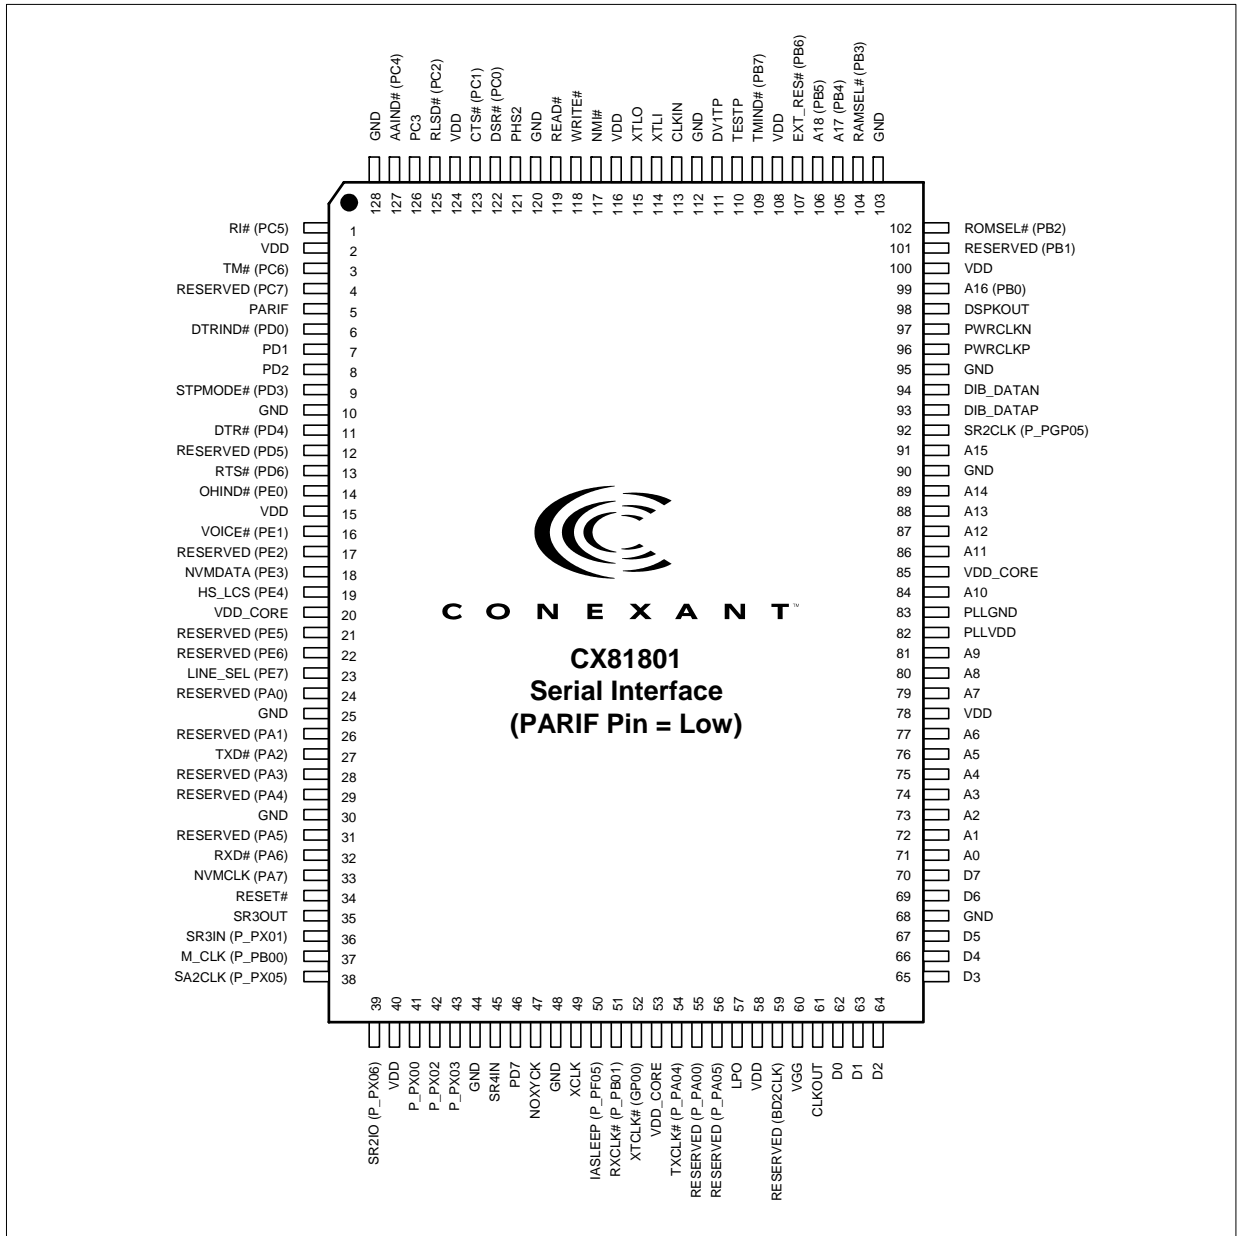 GND
AAIND# (PC4)
PC3
RLSD# (PC2)
VDD
CTS# (PC1)
DSR# (PC0)
PHS2
GND
READ#
WRITE#
NMI#
VDD
XTLO
XTLI
CLKIN
GND
DV1TP
TESTP
TMIND# (PB7)
VDD
EXT_RES# (PB6)
A18 (PB5)
A17 (PB4)
RAMSEL# (PB3)
GND
128 127 126 125 124 123 122 121 120 119 118 117 116 115 114 113 112 111 110 109 108 107 106 105 104 103
RI# (PC5) 1
VDD 2
TM# (PC6) 3
RESERVED (PC7) 4
PARIF 5
DTRIND# (PD0) 6
PD1 7
PD2 8
STPMODE# (PD3) 9
GND 10
DTR# (PD4) 11
RESERVED (PD5) 12
RTS# (PD6) 13
OHIND# (PE0) 14
VDD 15
VOICE# (PE1) 16
RESERVED (PE2) 17
NVMDATA (PE3) 18
HS_LCS (PE4) 19
VDD_CORE 20
RESERVED (PE5) 21
RESERVED (PE6) 22
LINE_SEL (PE7) 23
RESERVED (PA0) 24
GND 25
RESERVED (PA1) 26
TXD# (PA2) 27
RESERVED (PA3) 28
RESERVED (PA4) 29
GND 30
RESERVED (PA5) 31
RXD# (PA6) 32
NVMCLK (PA7) 33
RESET# 34
SR3OUT 35
SR3IN (P_PX01) 36
M_CLK (P_PB00) 37
SA2CLK (P_PX05) 38
CONEXANT™
CX81801
Serial Interface
(PARIF Pin = Low)
102 ROMSEL# (PB2)
101 RESERVED (PB1)
100 VDD
99 A16 (PB0)
98 DSPKOUT
97 PWRCLKN
96 PWRCLKP
95 GND
94 DIB_DATAN
93 DIB_DATAP
92 SR2CLK (P_PGP05)
91 A15
90 GND
89 A14
88 A13
87 A12
86 A11
85 VDD_CORE
84 A10
83 PLLGND
82 PLLVDD
81 A9
80 A8
79 A7
78 VDD
77 A6
76 A5
75 A4
74 A3
73 A2
72 A1
71 A0
70 D7
69 D6
68 GND
67 D5
66 D4
65 D3
39 40 41 42 43 44 45 46 47 48 49 50 51 52 53 54 55 56 57 58 59 60 61 62 63 64
SR2IO (P_PX06)
VDD
P_PX00
P_PX02
P_PX03
GND
SR4IN
PD7
NOXYCK
GND
XCLK
IASLEEP (P_PF05)
RXCLK# (P_PB01)
XTCLK# (GP00)
VDD_CORE
TXCLK# (P_PA04)
RESERVED (P_PA00)
RESERVED (P_PA05)
LPO
VDD
RESERVED (BD2CLK)
VGG
CLKOUT
D0
D1
D2